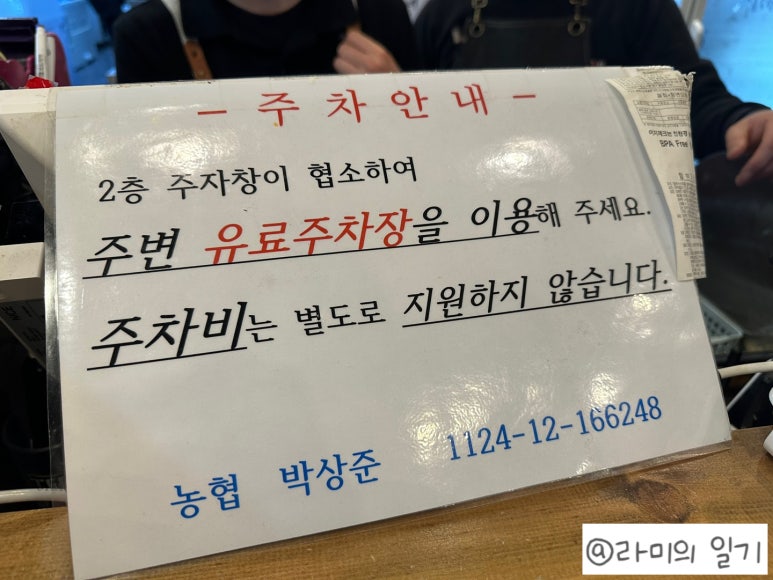 - 주 차 안 내 -
2층 주자창이 협소하여
주변 유료주차장을 이용해 주세요.
주차비는 별도로 지원하지 않습니다.
농협 박상준 1124-12-166248
BPA Free
@라미의 일기